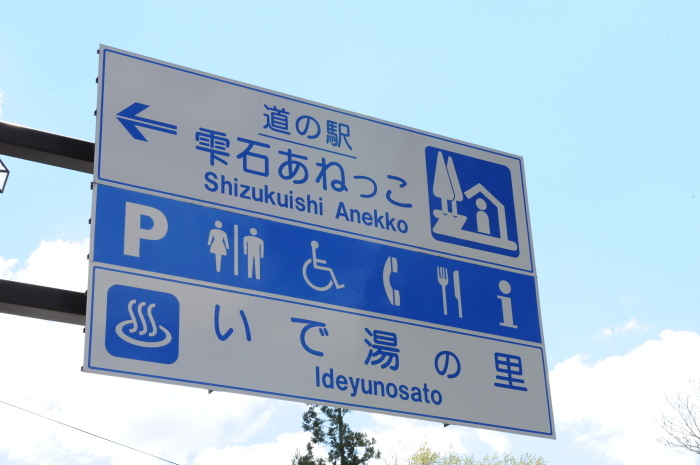 道の駅
雫石あねっこ
Shizukuishi Anekko
P
i
いで湯の里
Ideyunosato